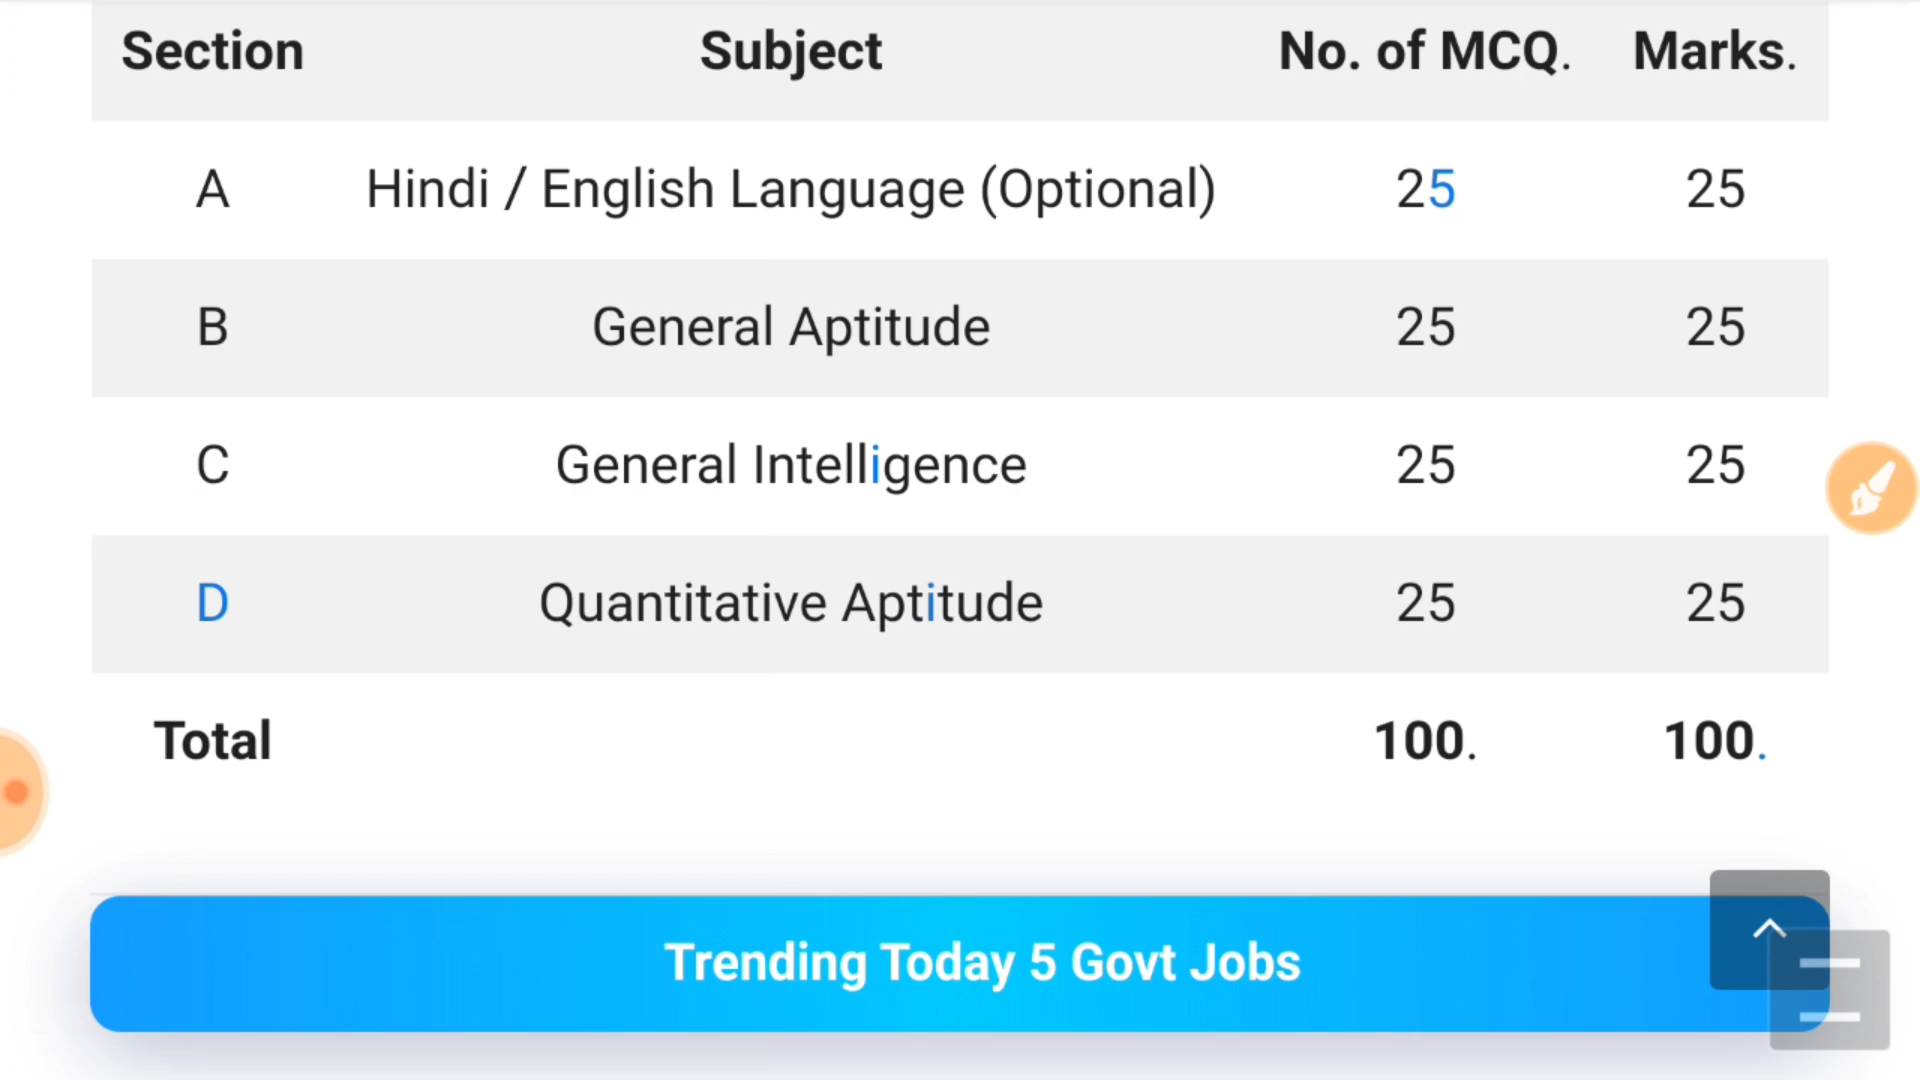 Section Subject No. of MCQ. Marks.
A Hindi / English Language (Optional) 25 25
B General Aptitude 25 25
C General Intelligence 25 25
D Quantitative Aptitude 25 25
Total 100. 100.
Trending Today 5 Govt Jobs